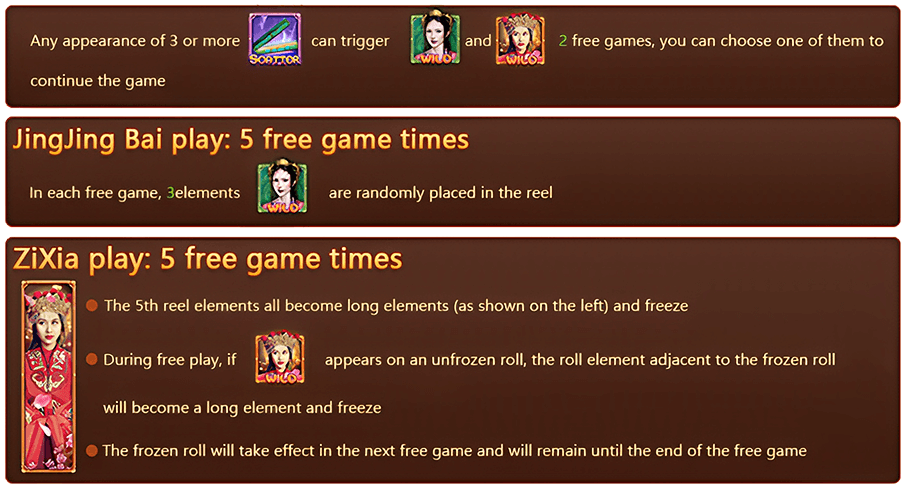 Any appearance of 3 or more SCATTER can trigger WILD! and WILD! 2 free games, you can choose one of them to
continue the game
JingJing Bai play: 5 free game times
In each free game, 3elements WILD! are randomly placed in the reel
ZiXia play: 5 free game times
The 5th reel elements all become long elements (as shown on the left) and freeze
During free play, if WILD! appears on an unfrozen roll, the roll element adjacent to the frozen roll
will become a long element and freeze
The frozen roll will take effect in the next free game and will remain until the end of the free game